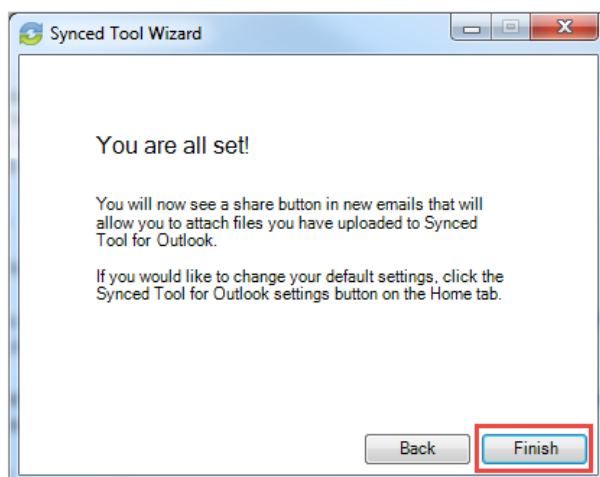 Synced Tool Wizard
You are all set!
You will now see a share button in new emails that will
allow you to attach files you have uploaded to Synced
Tool for Outlook.
If you would like to change your default settings, click the
Synced Tool for Outlook settings button on the Home tab.
Back
Finish